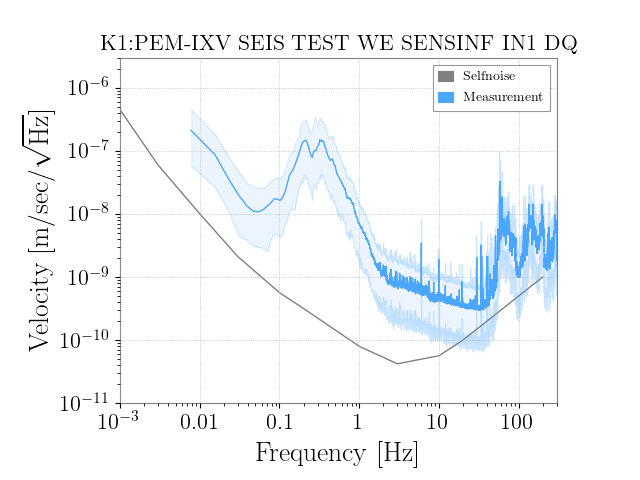 K1:PEM-IXV SEIS TEST WE SENSINF IN1 DQ
Selfnoise
Measurement
Velocity [m/sec/√Hz]
10⁻⁶
10⁻⁷
10⁻⁸
10⁻⁹
10⁻¹⁰
10⁻¹¹
10⁻³ 0.01 0.1 1 10 100
Frequency [Hz]